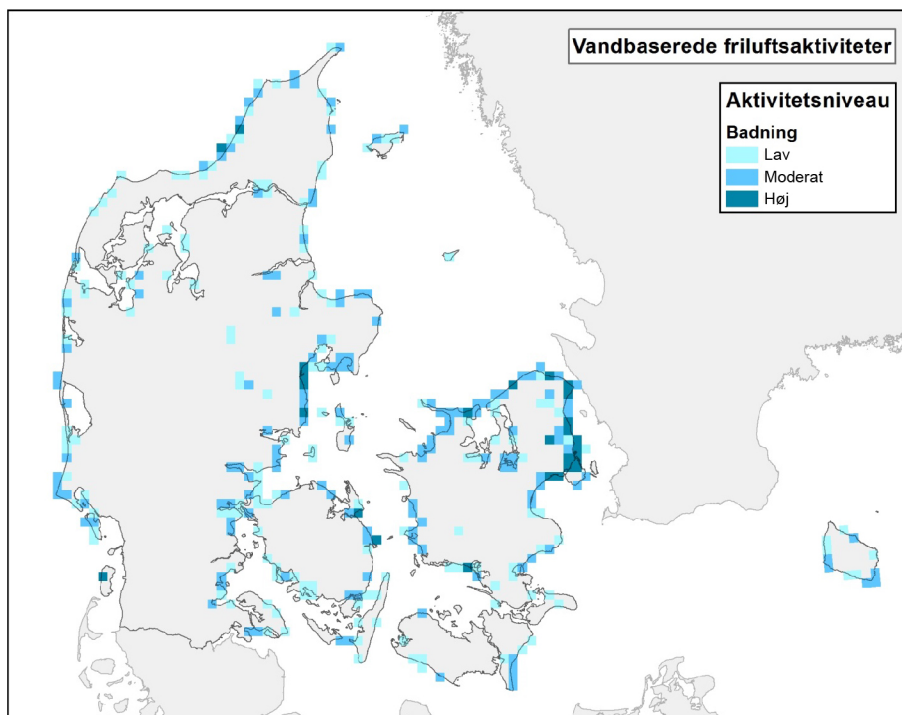 Vandbaserede friluftsaktiviteter
Aktivitetsniveau
Badning
Lav
Moderat
Høj